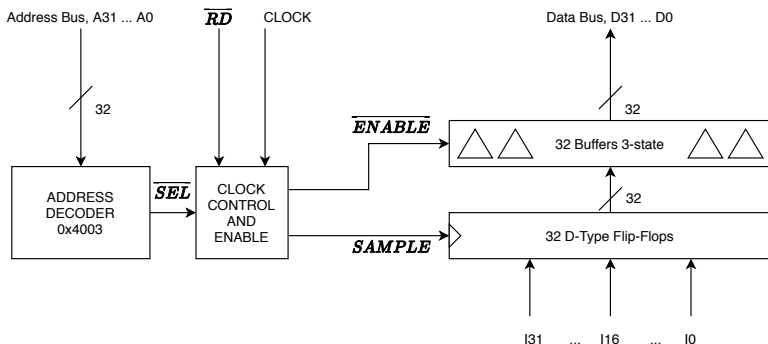 Address Bus, A31 ... A0
RD
CLOCK
Data Bus, D31 ... D0
32
32
ENABLE
32 Buffers 3-state
ADDRESS
DECODER
0x4003
SEL
CLOCK
CONTROL
AND
ENABLE
32
SAMPLE
32 D-Type Flip-Flops
I31 ... I16 ... I0